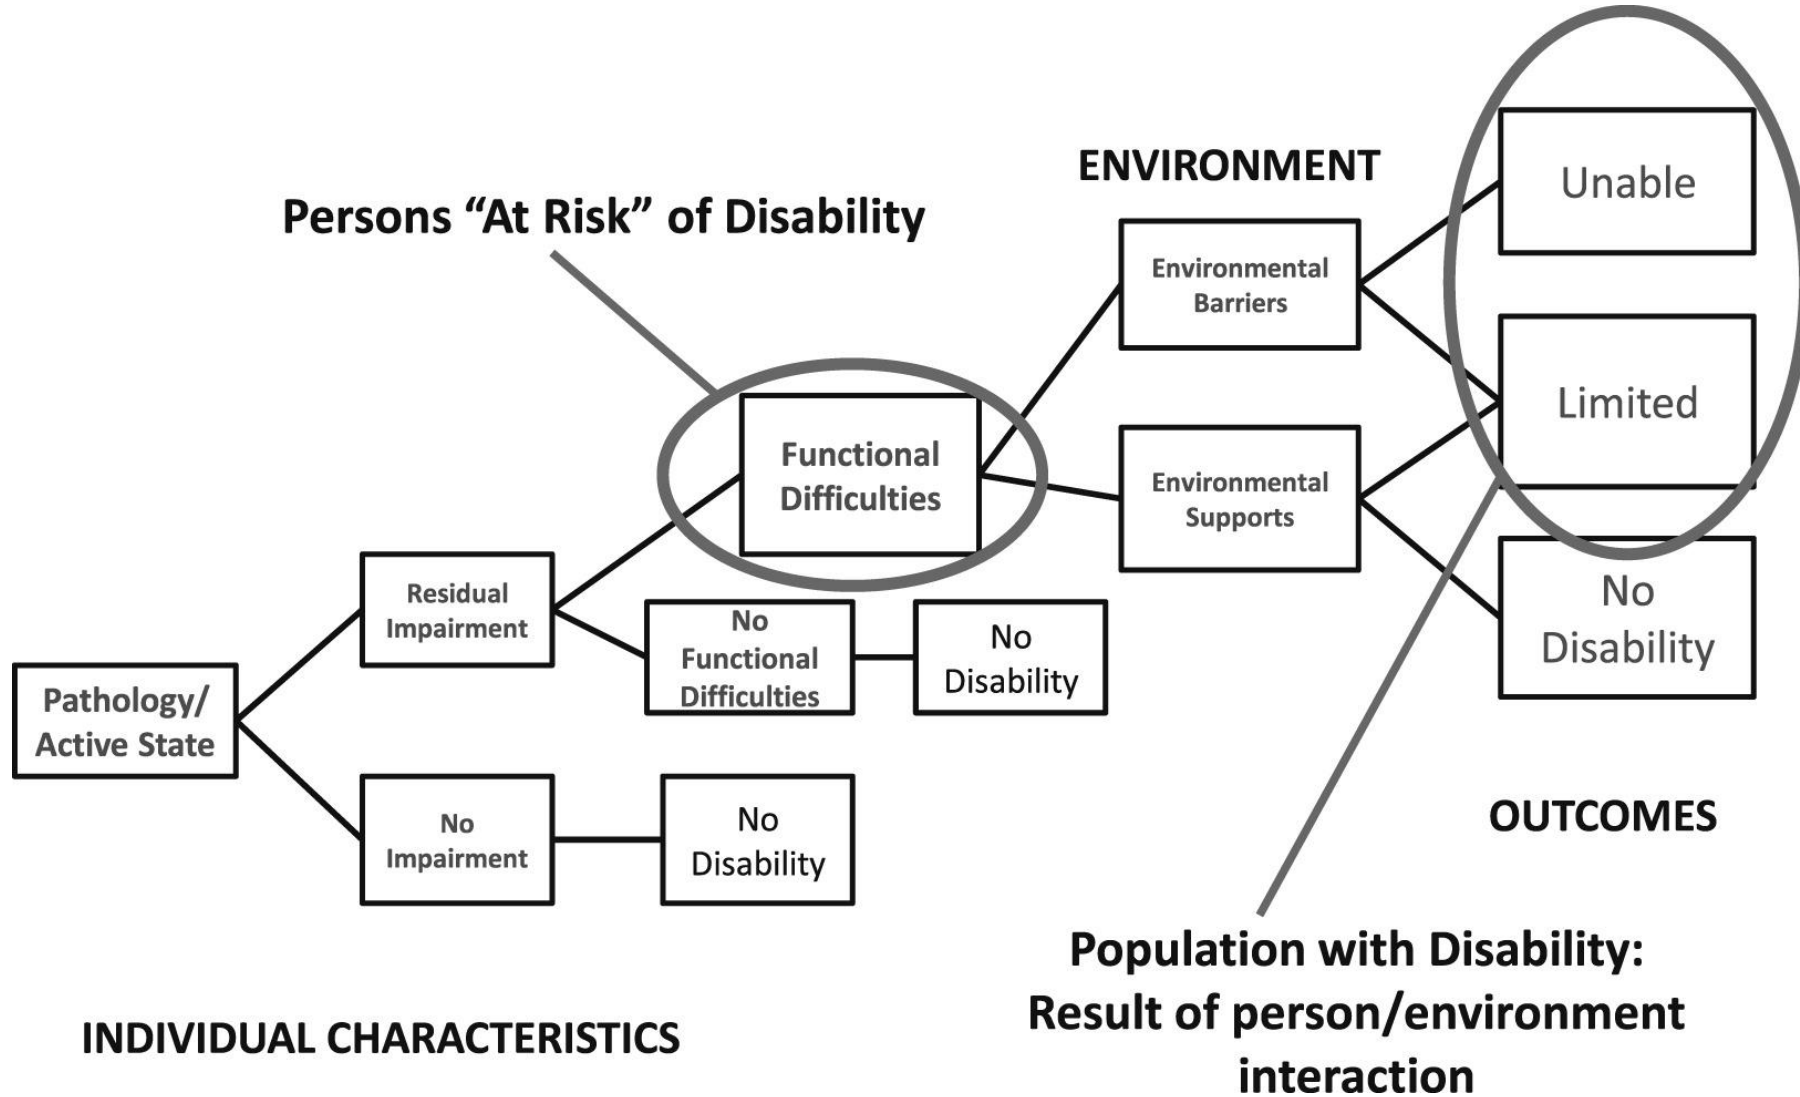 ENVIRONMENT
Unable
Persons “At Risk” of Disability
Environmental
Barriers
Limited
Functional
Difficulties
Environmental
Supports
No
Disability
Residual
Impairment
No
Functional
Difficulties
No
Disability
Pathology/
Active State
No
Impairment
No
Disability
OUTCOMES
Population with Disability:
Result of person/environment
interaction
INDIVIDUAL CHARACTERISTICS